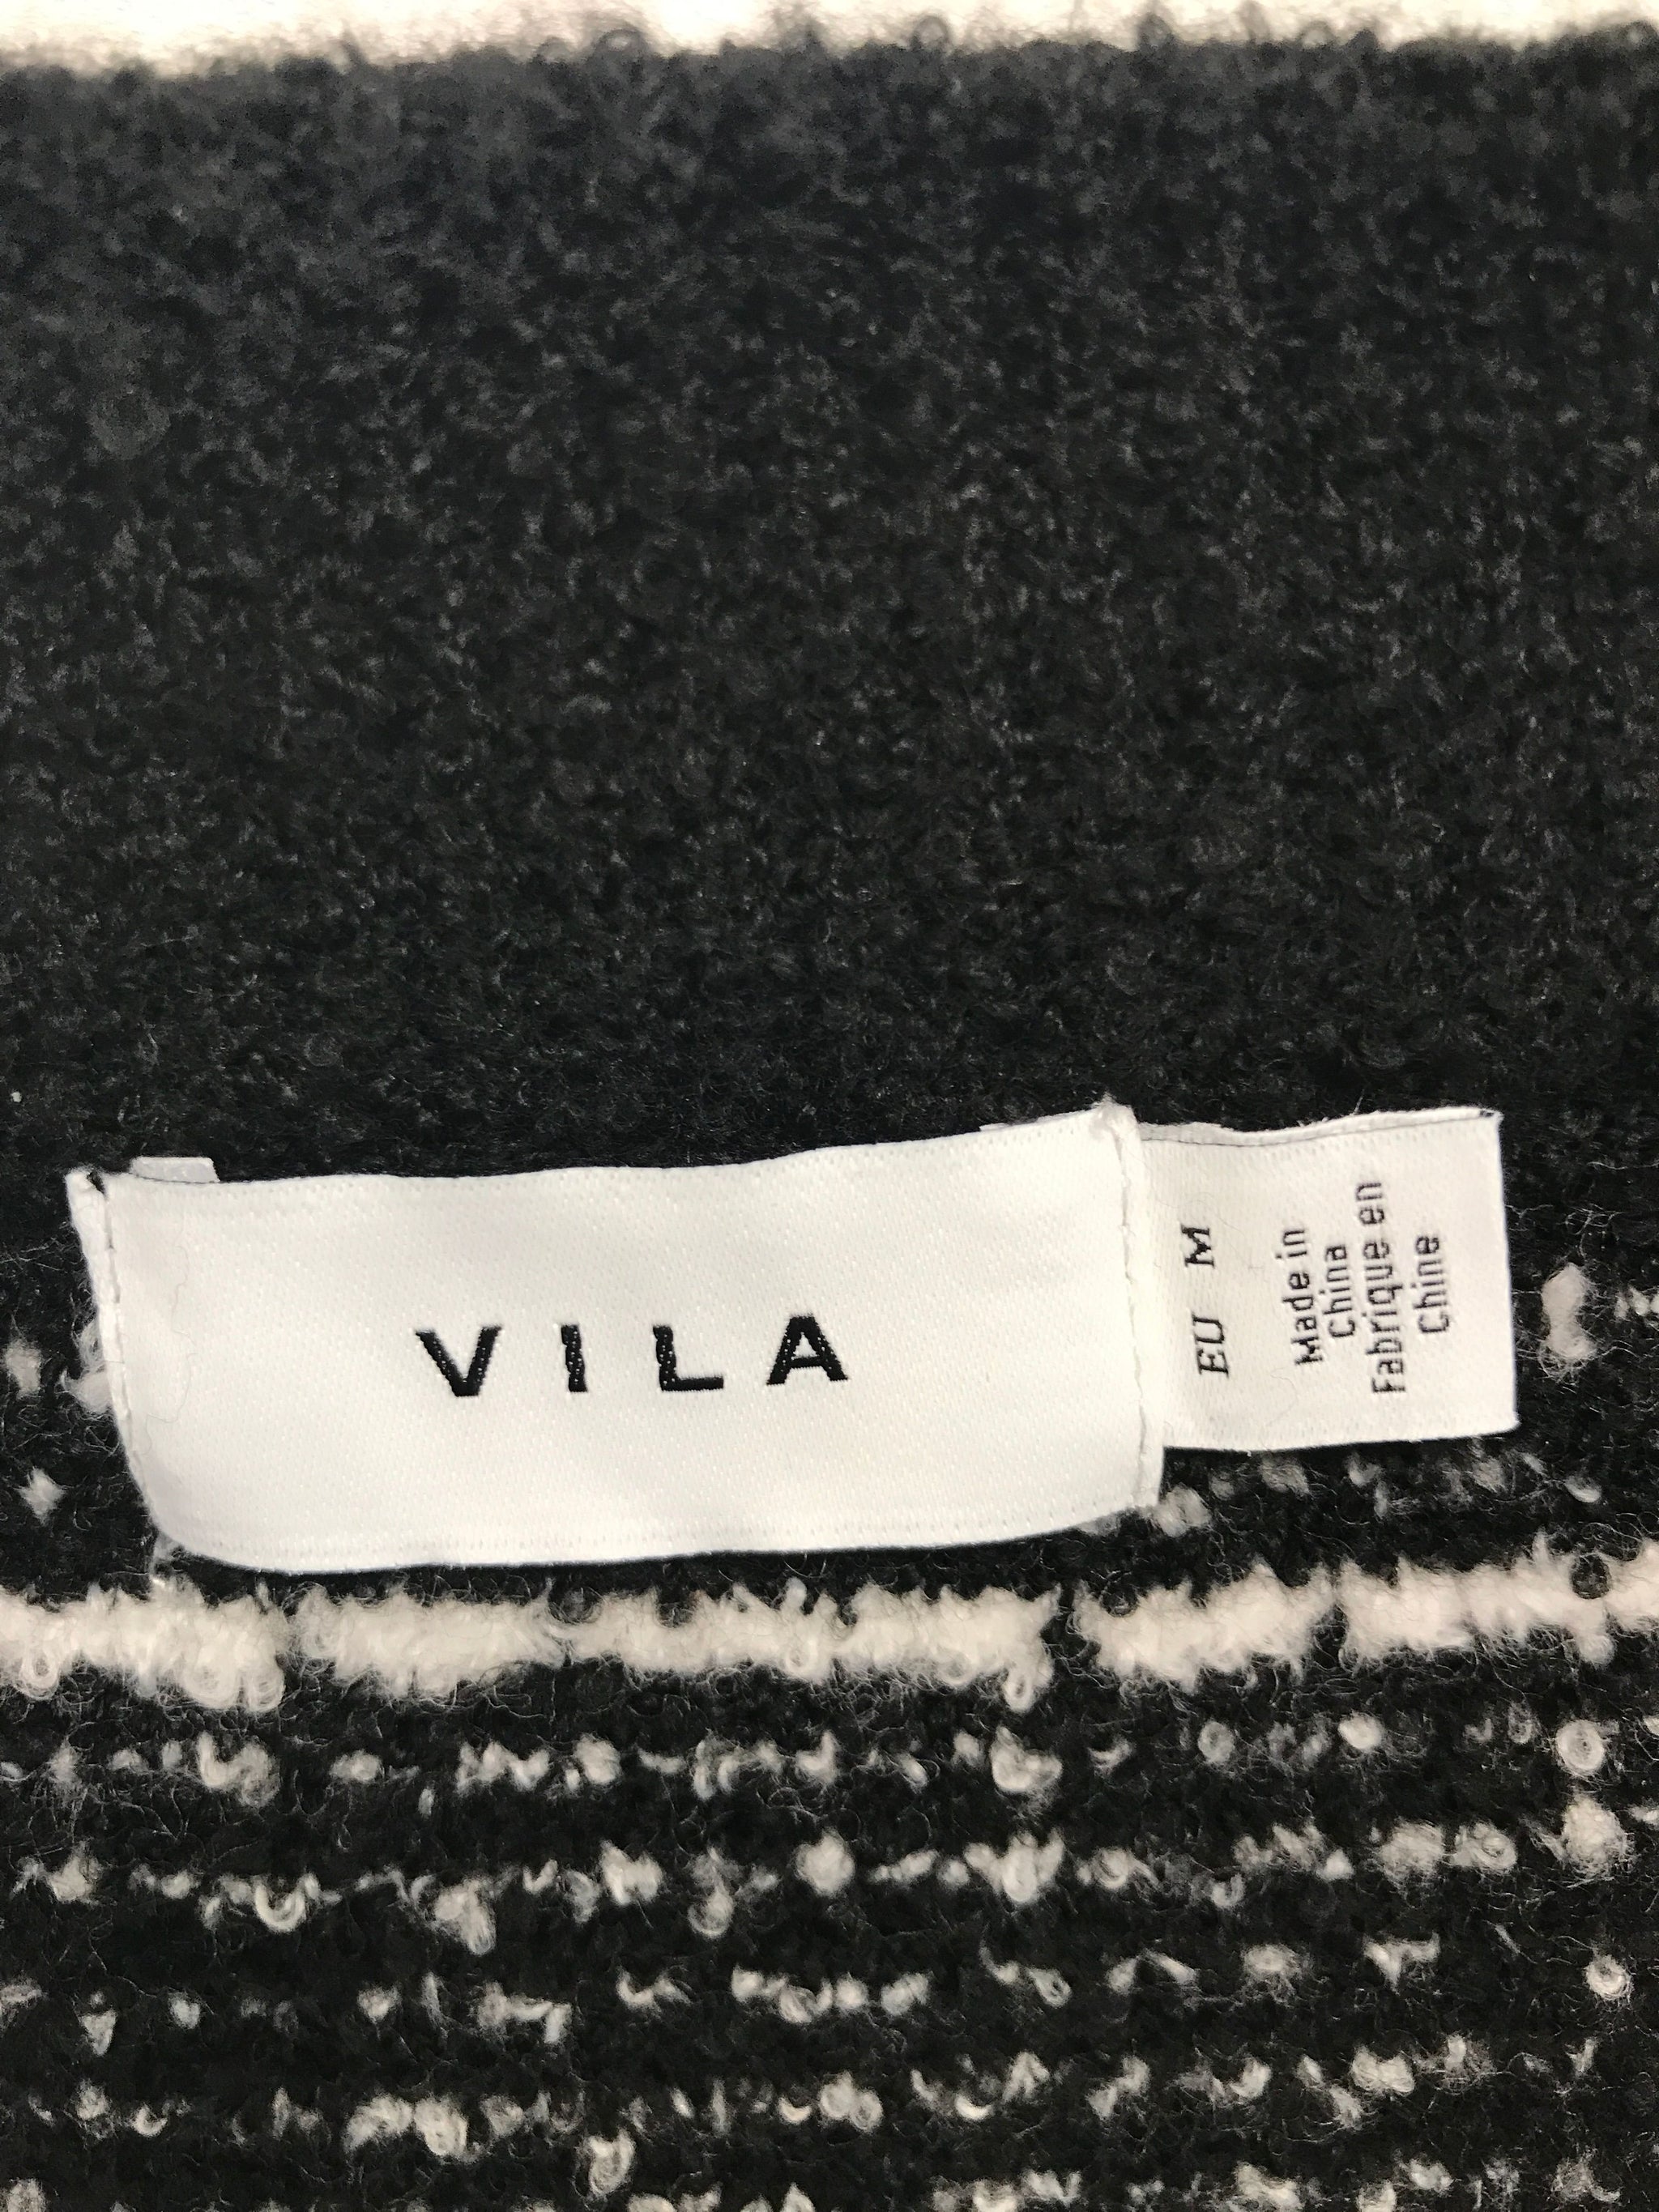 VILA
EU M
Made in
China
Fabrique en
Chine